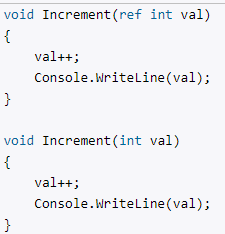 void Increment(ref int val)
{
    val++;
    Console.WriteLine(val);
}

void Increment(int val)
{
    val++;
    Console.WriteLine(val);
}